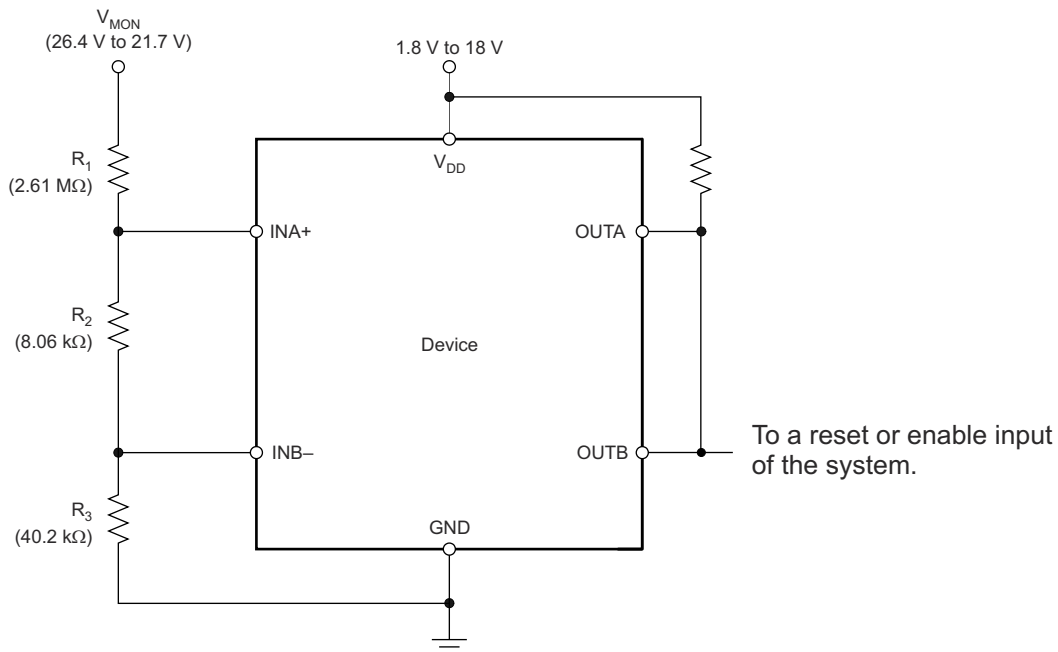 V_MON
(26.4 V to 21.7 V)
1.8 V to 18 V
V_DD
R_1
(2.61 MΩ)
INA+
OUTA
R_2
(8.06 kΩ)
Device
INB–
OUTB
To a reset or enable input
of the system.
R_3
(40.2 kΩ)
GND